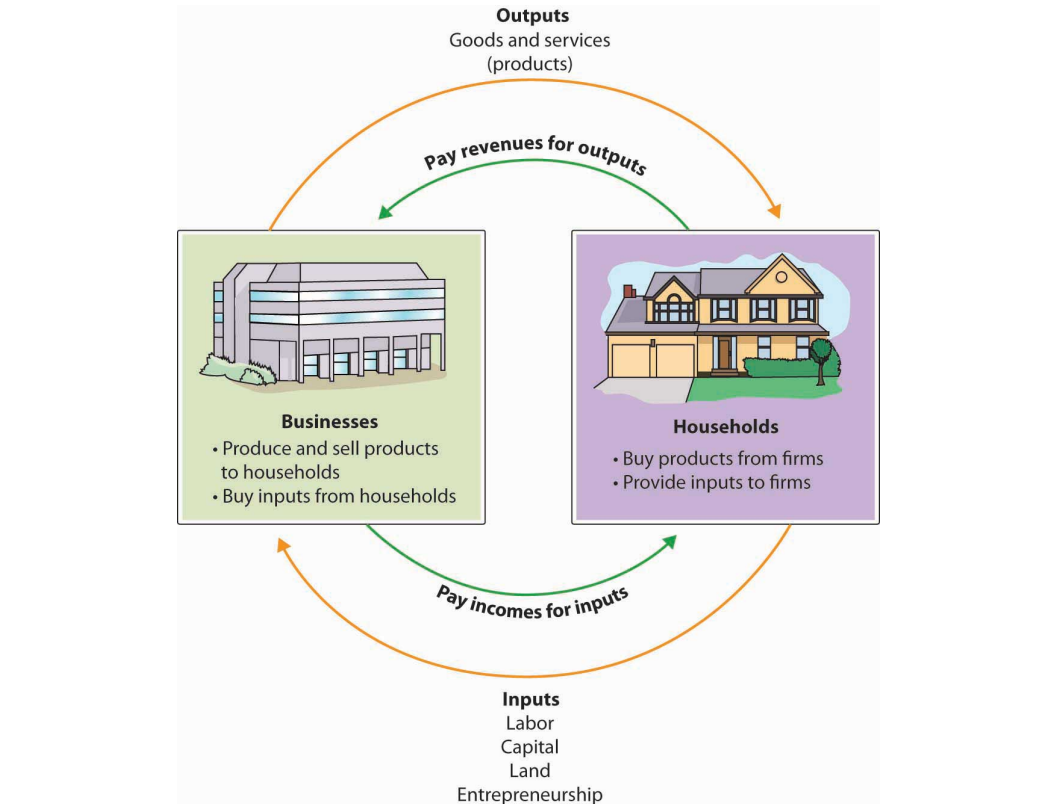 Outputs
Goods and services
(products)
Pay revenues for outputs
Businesses
• Produce and sell products
to households
• Buy inputs from households
Households
• Buy products from firms
• Provide inputs to firms
Pay incomes for inputs
Inputs
Labor
Capital
Land
Entrepreneurship